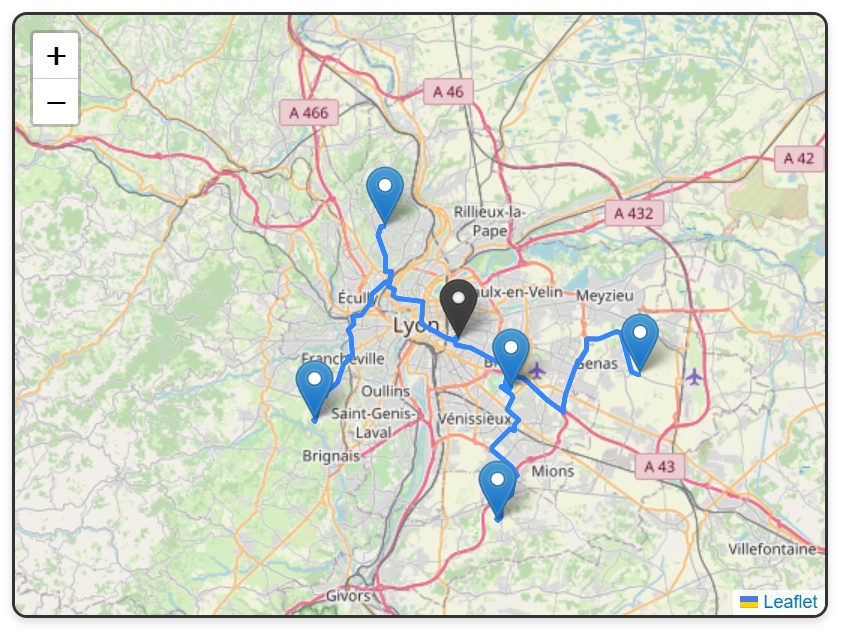 +
−
A 46
A 466
A 42
Rillieux-la-
Pape
A 432
Écull
aulx-en-Velin
Meyzieu
Lyon
Francheville
B
Genas
Oullins
Saint-Genis-
Laval
Vénissieux
Brignais
Mions
A 43
Villefontaine
Givors
Leaflet